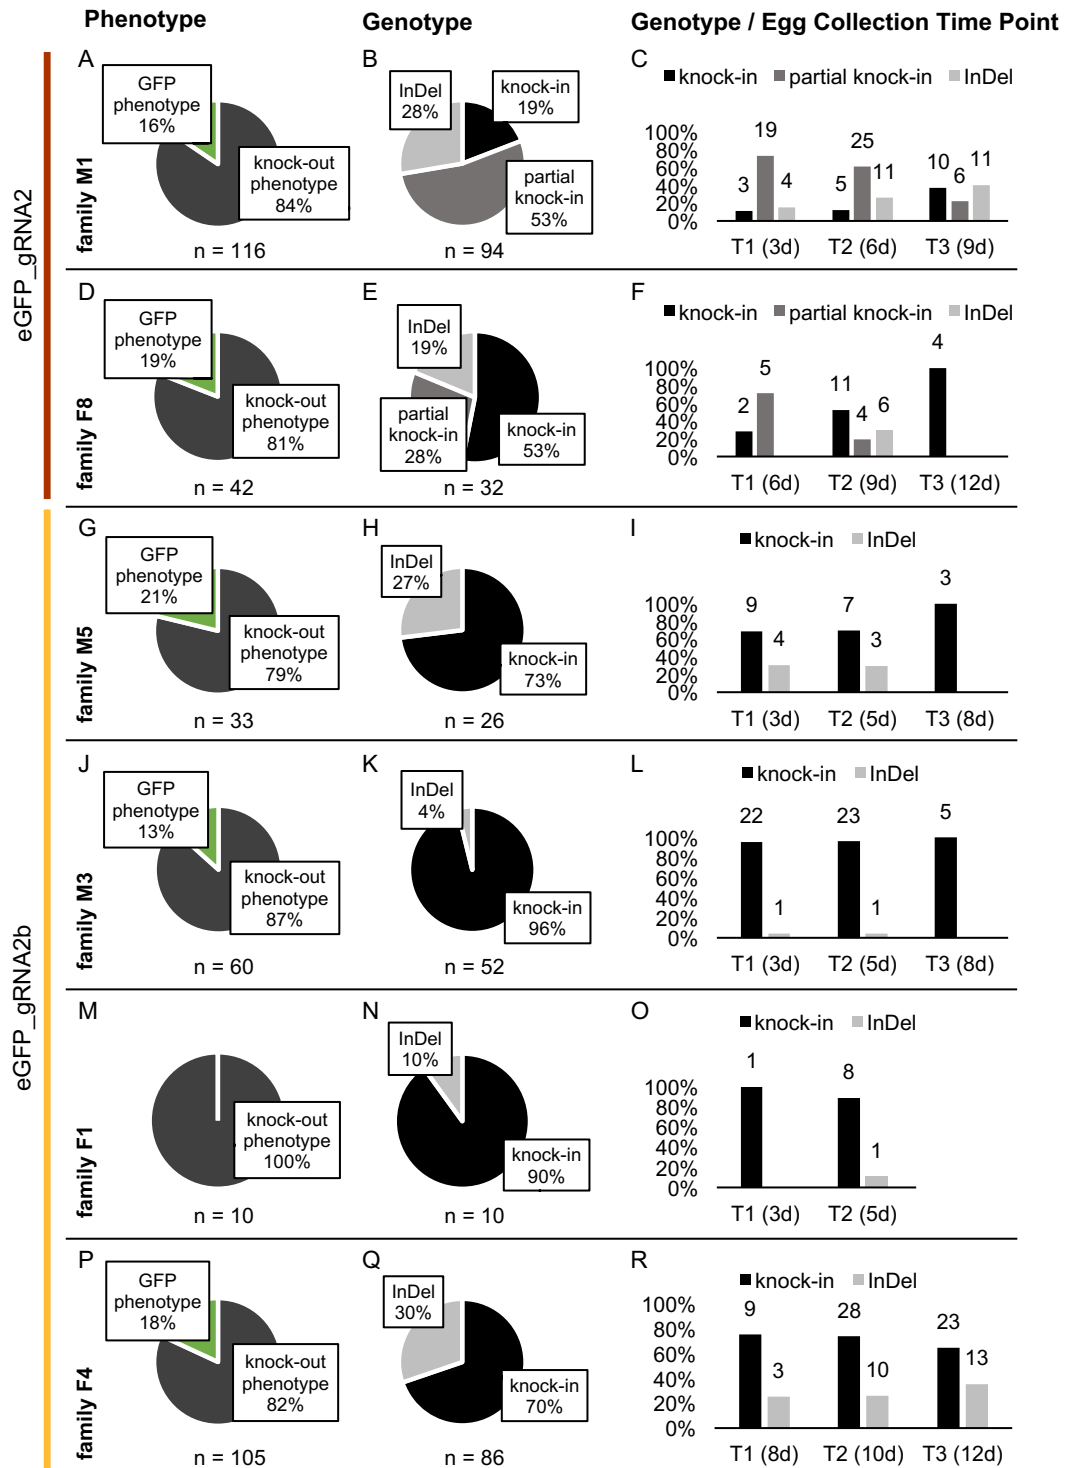 Phenotype
Genotype
Genotype / Egg Collection Time Point
eGFP_gRNA2
family M1
A
GFP
phenotype
16%
knock-out
phenotype
84%
n = 116
B
InDel
28%
knock-in
19%
partial
knock-in
53%
n = 94
C
knock-in partial knock-in InDel
100%
80%
60%
40%
20%
0%
3 19 4
5 25 11
10 6 11
T1 (3d) T2 (6d) T3 (9d)
family F8
D
GFP
phenotype
19%
knock-out
phenotype
81%
n = 42
E
InDel
19%
partial
knock-in
28%
knock-in
53%
n = 32
F
knock-in partial knock-in InDel
100%
80%
60%
40%
20%
0%
2 5
11 4 6
4
T1 (6d) T2 (9d) T3 (12d)
eGFP_gRNA2b
family M5
G
GFP
phenotype
21%
knock-out
phenotype
79%
n = 33
H
InDel
27%
knock-in
73%
n = 26
I
knock-in InDel
100%
80%
60%
40%
20%
0%
9 4
7 3
3
T1 (3d) T2 (5d) T3 (8d)
family M3
J
GFP
phenotype
13%
knock-out
phenotype
87%
n = 60
K
InDel
4%
knock-in
96%
n = 52
L
knock-in InDel
100%
80%
60%
40%
20%
0%
22 1
23 1
5
T1 (3d) T2 (5d) T3 (8d)
family F1
M
knock-out
phenotype
100%
n = 10
N
InDel
10%
knock-in
90%
n = 10
O
knock-in InDel
100%
80%
60%
40%
20%
0%
1
8 1
T1 (3d) T2 (5d)
family F4
P
GFP
phenotype
18%
knock-out
phenotype
82%
n = 105
Q
InDel
30%
knock-in
70%
n = 86
R
knock-in InDel
100%
80%
60%
40%
20%
0%
9 3
28 10
23 13
T1 (8d) T2 (10d) T3 (12d)